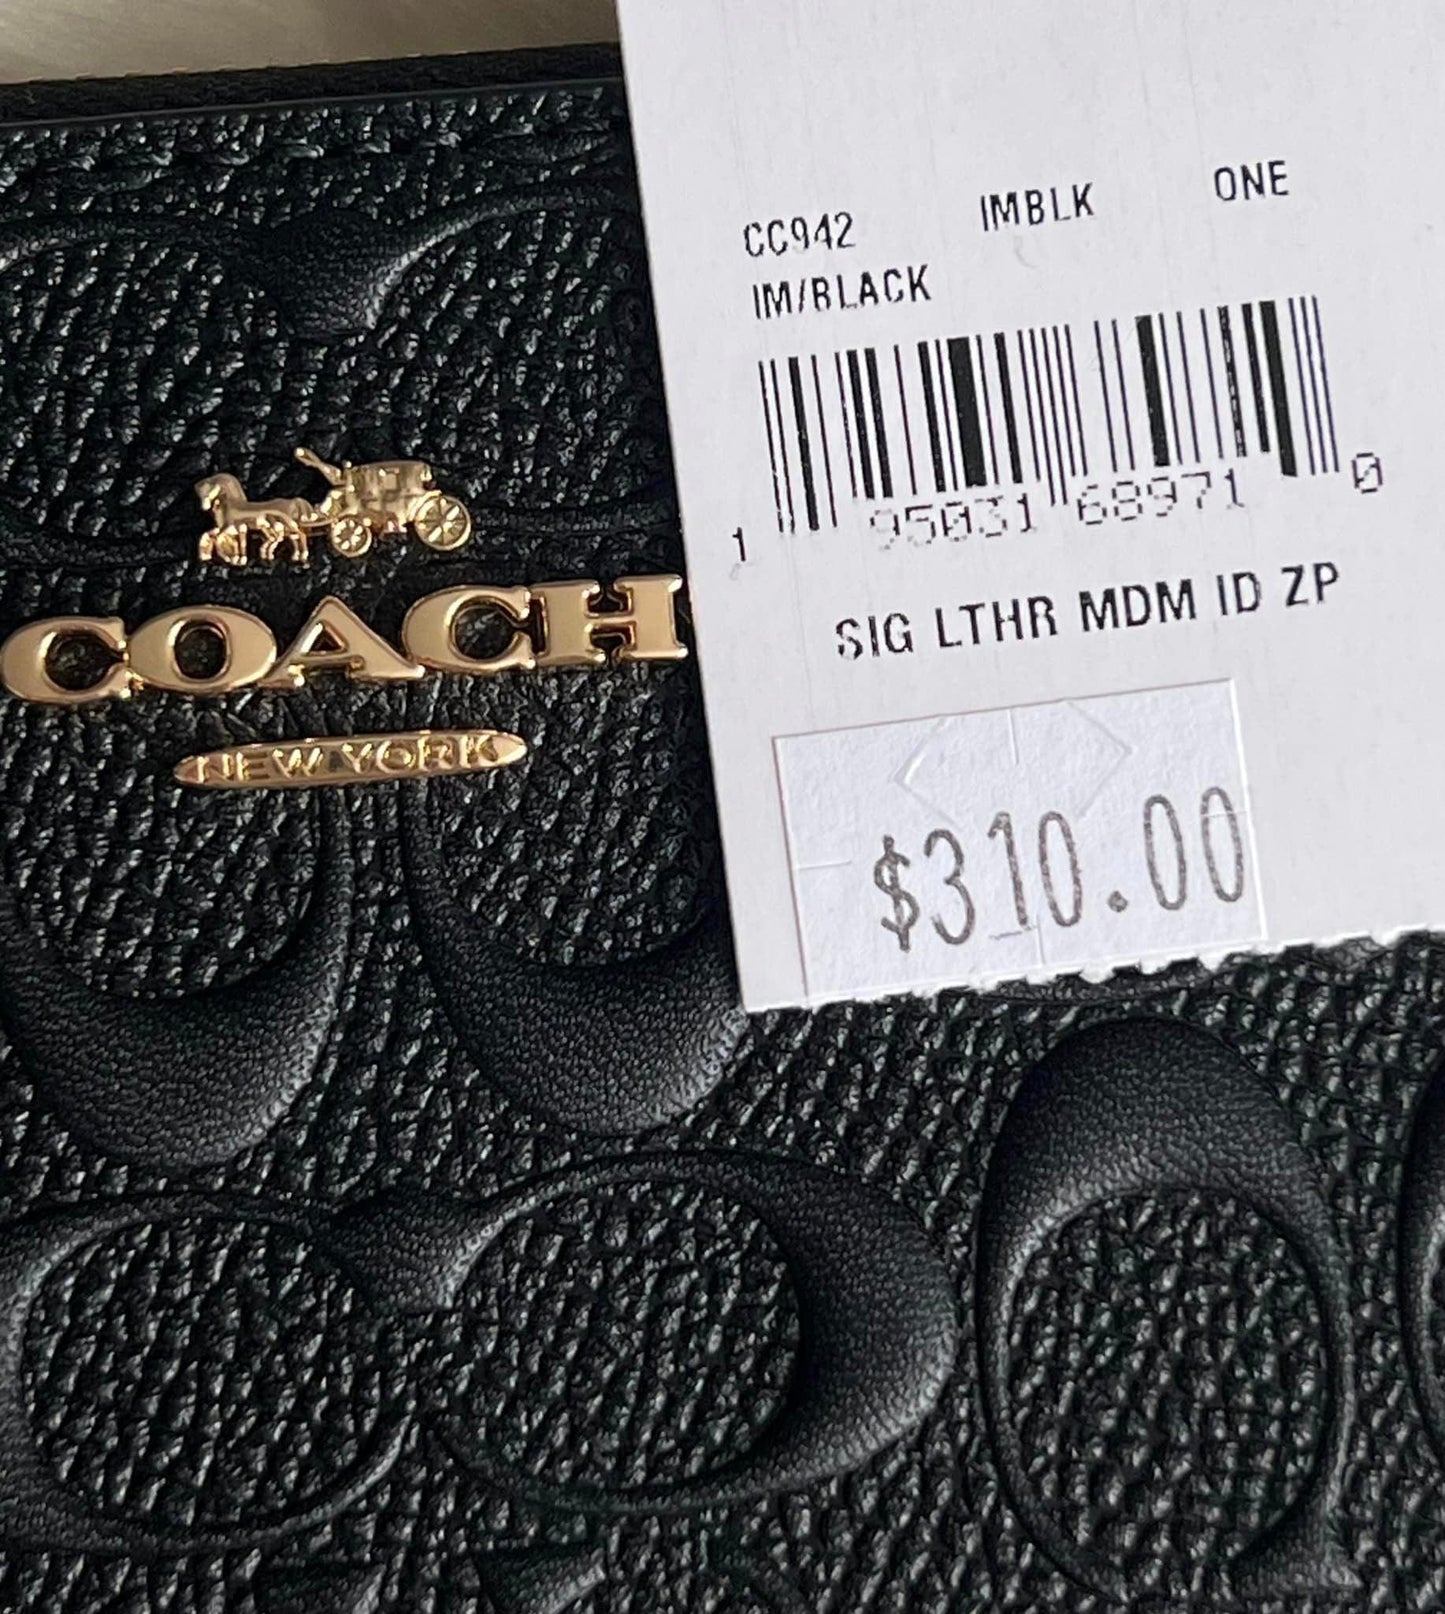 COACH
NEW YORK
CC942 IMBLK ONE
IM/BLACK
1 95031 68971 0
SIG LTHR MDM ID ZP
$310.00